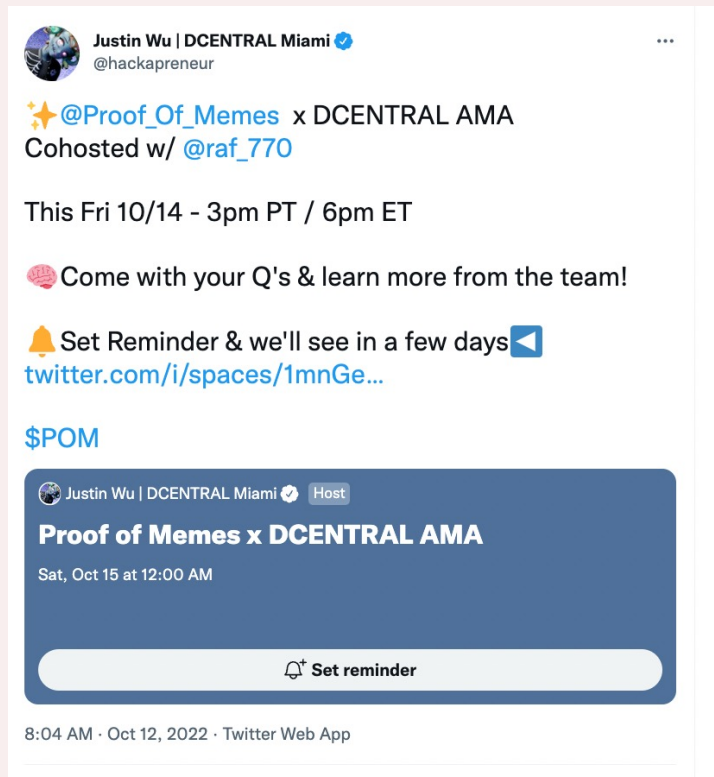 Justin Wu | DCENTRAL Miami
@hackapreneur
✨@Proof_Of_Memes x DCENTRAL AMA
Cohosted w/ @raf_770
This Fri 10/14 - 3pm PT / 6pm ET
🧠Come with your Q's & learn more from the team!
🔔Set Reminder & we'll see in a few days◀️
twitter.com/i/spaces/1mnGe...
$POM
Justin Wu | DCENTRAL Miami Host
Proof of Memes x DCENTRAL AMA
Sat, Oct 15 at 12:00 AM
Set reminder
8:04 AM · Oct 12, 2022 · Twitter Web App